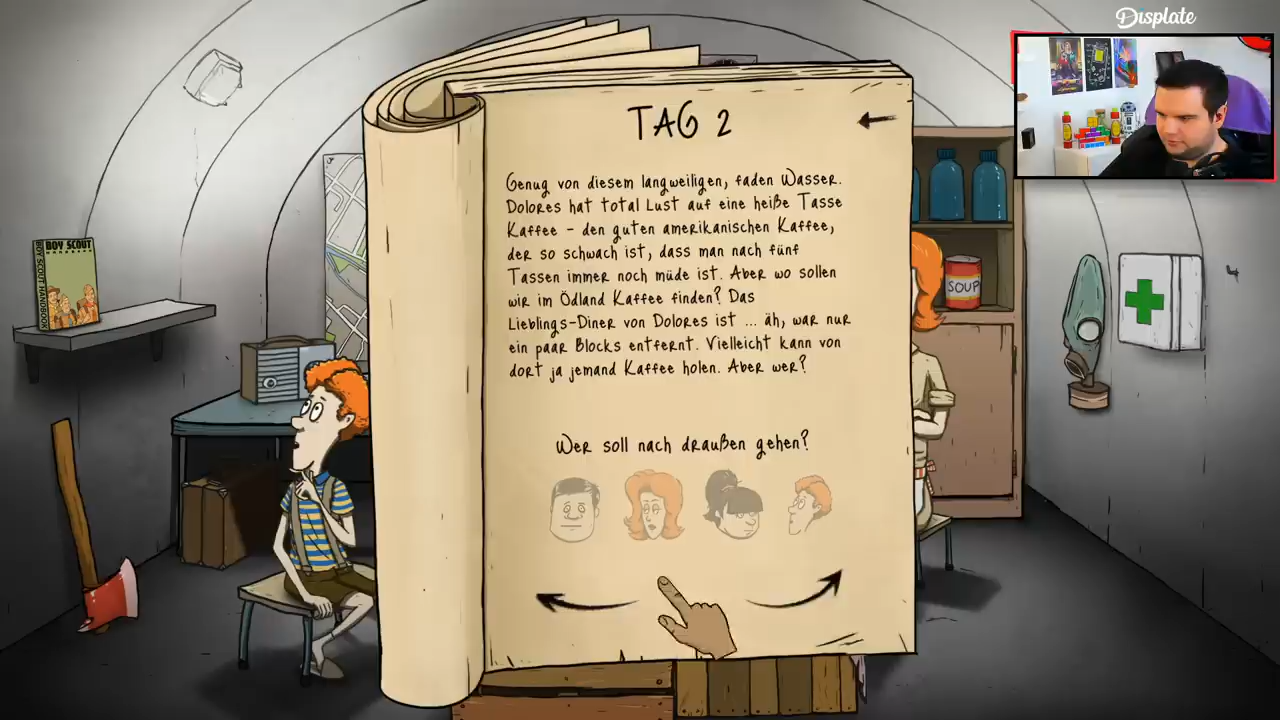 Displate
TAG 2
Genug von diesem langweiligen, faden Wasser.
Dolores hat total Lust auf eine heiße Tasse
Kaffee - den guten amerikanischen Kaffee,
der so schwach ist, dass man nach fünf
Tassen immer noch müde ist. Aber wo sollen
wir im Ödland Kaffee finden? Das
Lieblings-Diner von Dolores ist ... äh, war nur
ein paar Blocks entfernt. Vielleicht kann von
dort ja jemand Kaffee holen. Aber wer?
Wer soll nach draußen gehen?
BOY SCOUT
BOY SCOUT HANDBOOK
SOUP